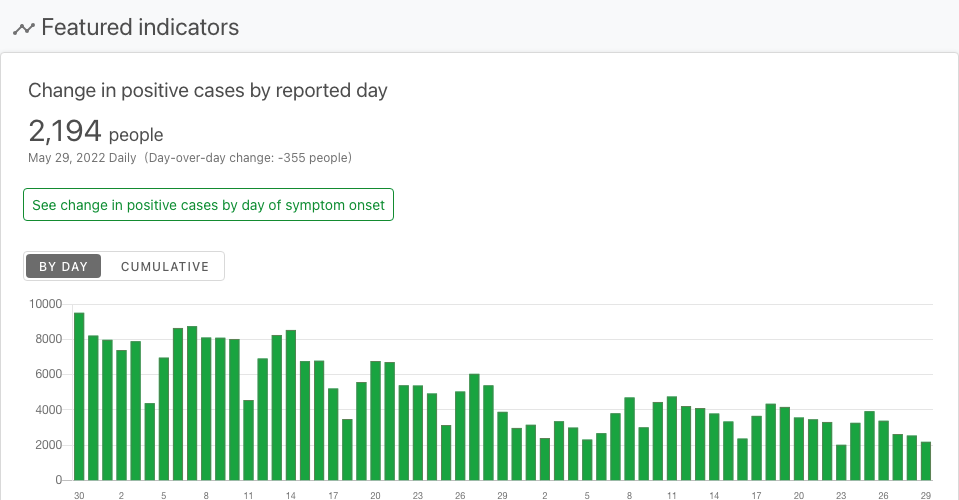 Featured indicators
Change in positive cases by reported day
2,194 people
May 29, 2022 Daily (Day-over-day change: -355 people)
See change in positive cases by day of symptom onset
BY DAY CUMULATIVE
10000
8000
6000
4000
2000
0
30 2 5 8 11 14 17 20 23 26 29 2 5 8 11 14 17 20 23 26 29